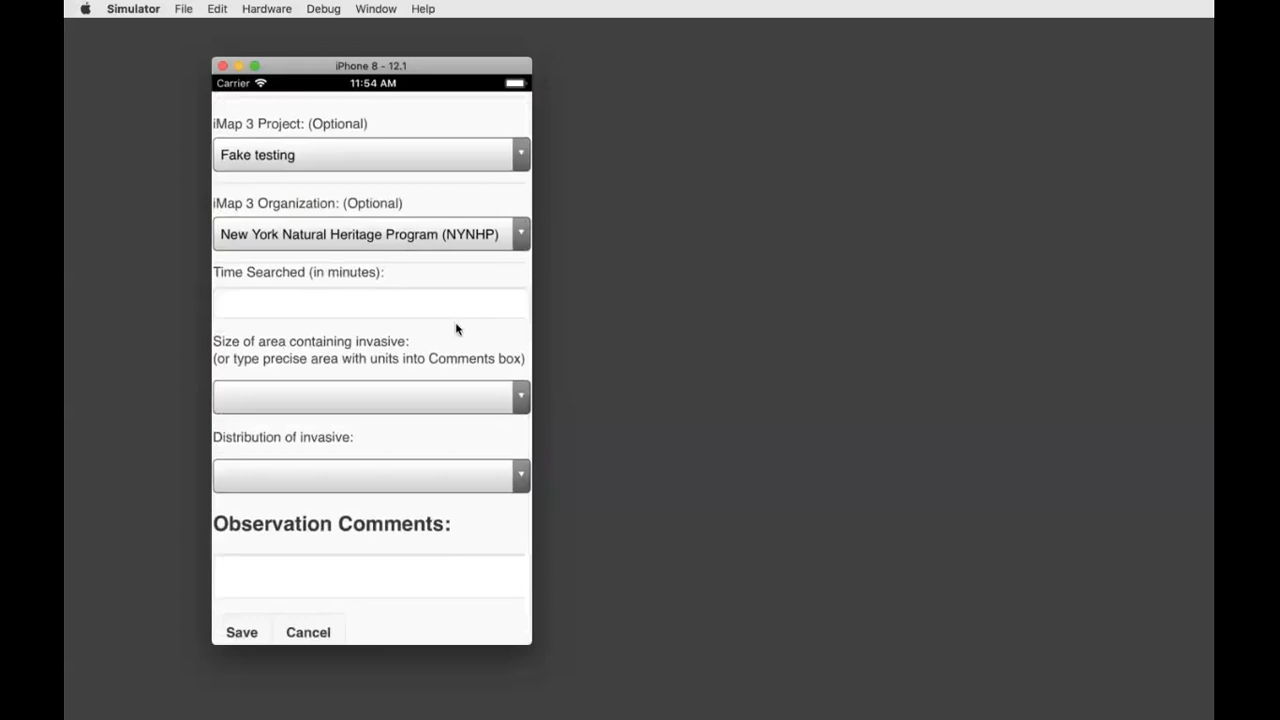 Simulator File Edit Hardware Debug Window Help
iPhone 8 - 12.1
Carrier 11:54 AM
iMap 3 Project: (Optional)
Fake testing
iMap 3 Organization: (Optional)
New York Natural Heritage Program (NYNHP)
Time Searched (in minutes):
Size of area containing invasive:
(or type precise area with units into Comments box)
Distribution of invasive:
Observation Comments:
Save Cancel